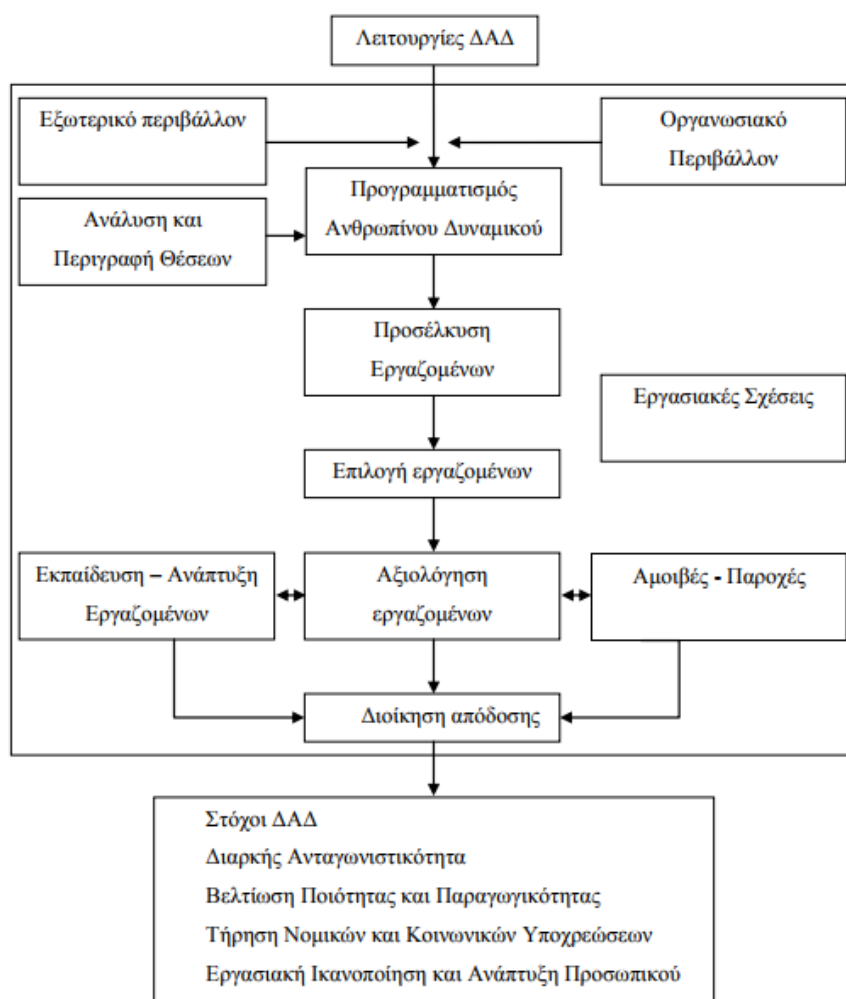 Λειτουργίες ΔΑΔ
Εξωτερικό περιβάλλον
Οργανωσιακό
Περιβάλλον
Προγραμματισμός
Ανθρωπίνου Δυναμικού
Ανάλυση και
Περιγραφή Θέσεων
Προσέλκυση
Εργαζομένων
Εργασιακές Σχέσεις
Επιλογή εργαζομένων
Εκπαίδευση – Ανάπτυξη
Εργαζομένων
Αξιολόγηση
εργαζομένων
Αμοιβές - Παροχές
Διοίκηση απόδοσης
Στόχοι ΔΑΔ
Διαρκής Ανταγωνιστικότητα
Βελτίωση Ποιότητας και Παραγωγικότητας
Τήρηση Νομικών και Κοινωνικών Υποχρεώσεων
Εργασιακή Ικανοποίηση και Ανάπτυξη Προσωπικού